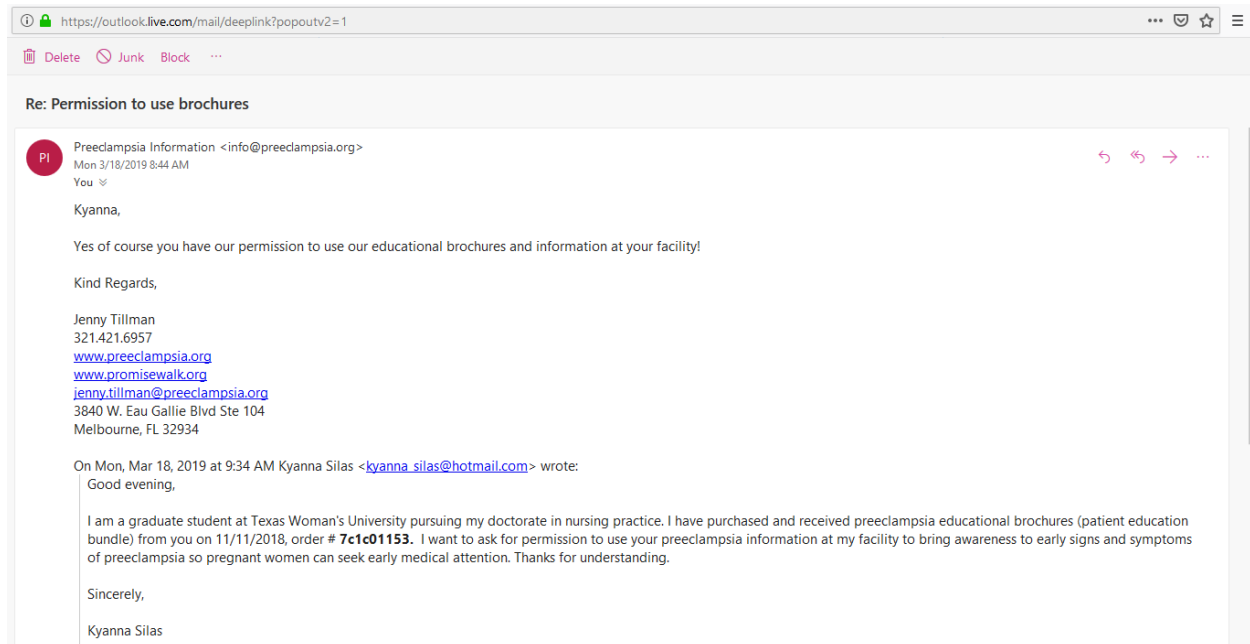 https://outlook.live.com/mail/deeplink?popoutv2=1
Delete Junk Block
Re: Permission to use brochures
PI
Preeclampsia Information <info@preeclampsia.org>
Mon 3/18/2019 8:44 AM
You
Kyanna,
Yes of course you have our permission to use our educational brochures and information at your facility!
Kind Regards,
Jenny Tillman
321.421.6957
www.preeclampsia.org
www.promisewalk.org
jenny.tillman@preeclampsia.org
3840 W. Eau Gallie Blvd Ste 104
Melbourne, FL 32934
On Mon, Mar 18, 2019 at 9:34 AM Kyanna Silas <kyanna_silas@hotmail.com> wrote:
Good evening,
I am a graduate student at Texas Woman's University pursuing my doctorate in nursing practice. I have purchased and received preeclampsia educational brochures (patient education
bundle) from you on 11/11/2018, order # 7c1c01153. I want to ask for permission to use your preeclampsia information at my facility to bring awareness to early signs and symptoms
of preeclampsia so pregnant women can seek early medical attention. Thanks for understanding.
Sincerely,
Kyanna Silas